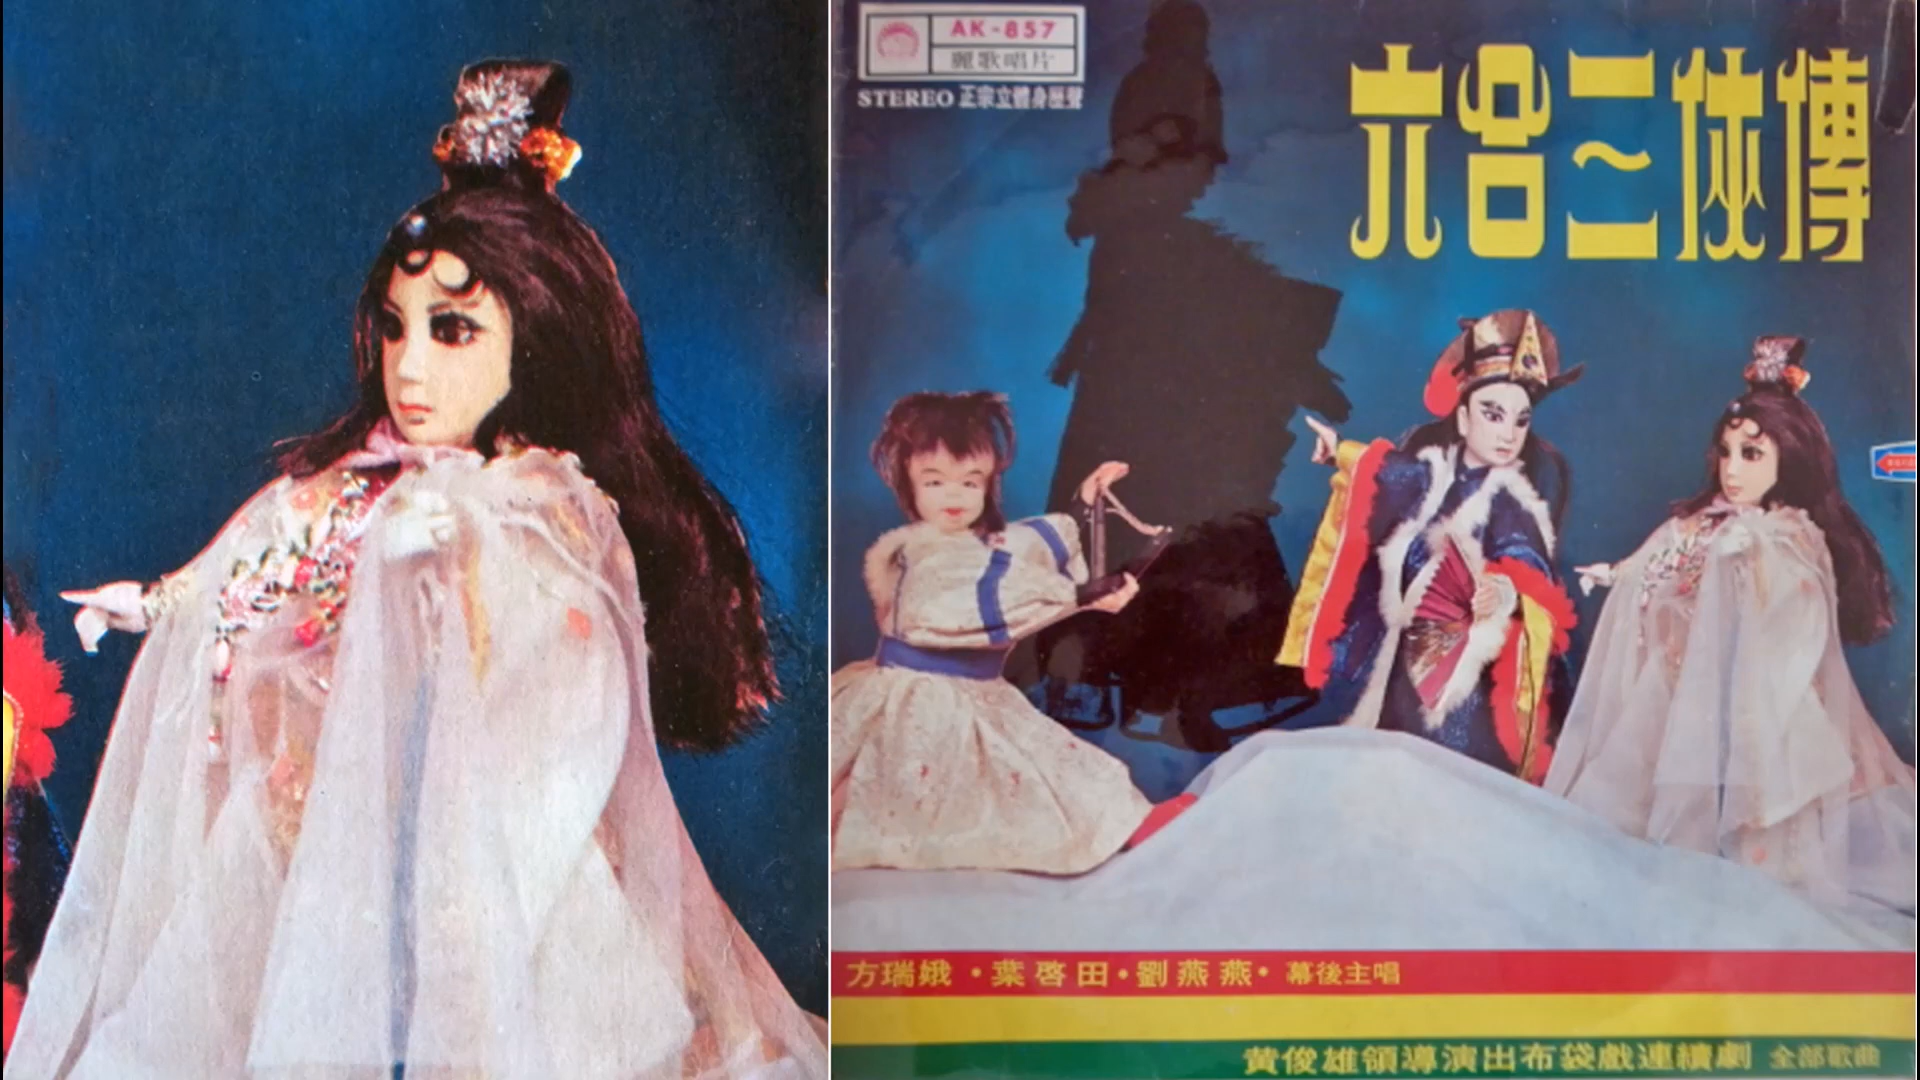 AK-857
麗歌唱片
STEREO 正宗立體身歷聲
六合三俠傳
方瑞娥・葉啓田・劉燕燕・幕後主唱
黃俊雄領導演出布袋戲連續劇 全部歌曲